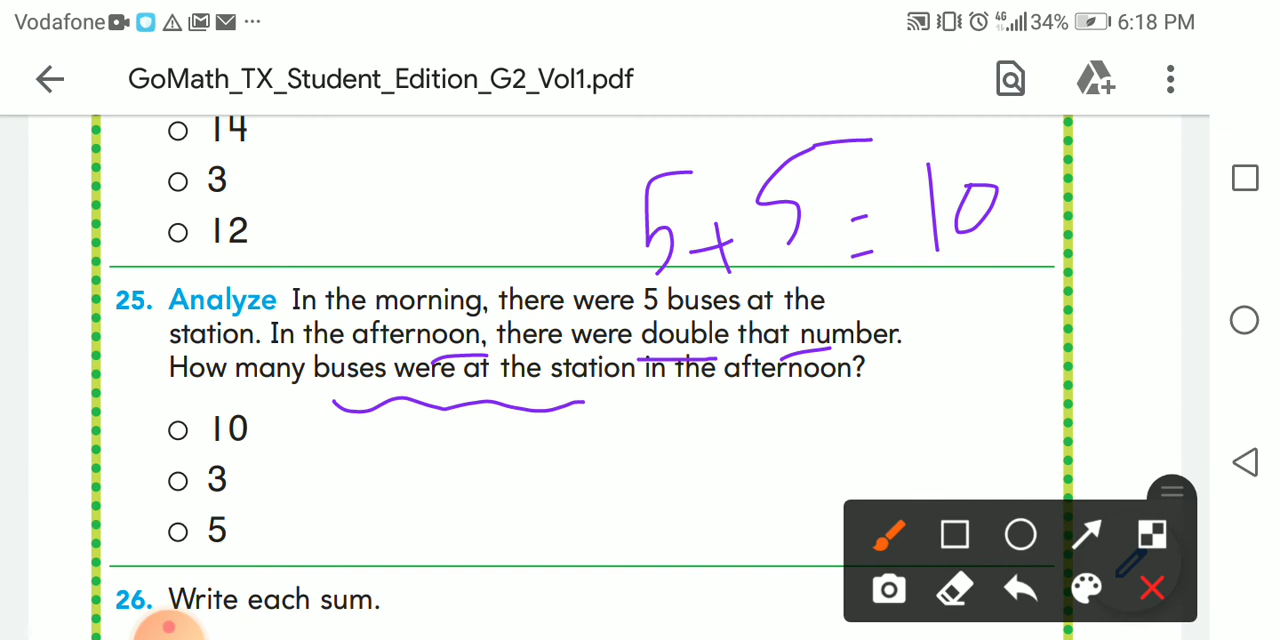 Vodafone
34% 6:18 PM
GoMath_TX_Student_Edition_G2_Vol1.pdf
14
3
12
5 + 5 = 10
25. Analyze In the morning, there were 5 buses at the
station. In the afternoon, there were double that number.
How many buses were at the station in the afternoon?
10
3
5
26. Write each sum.